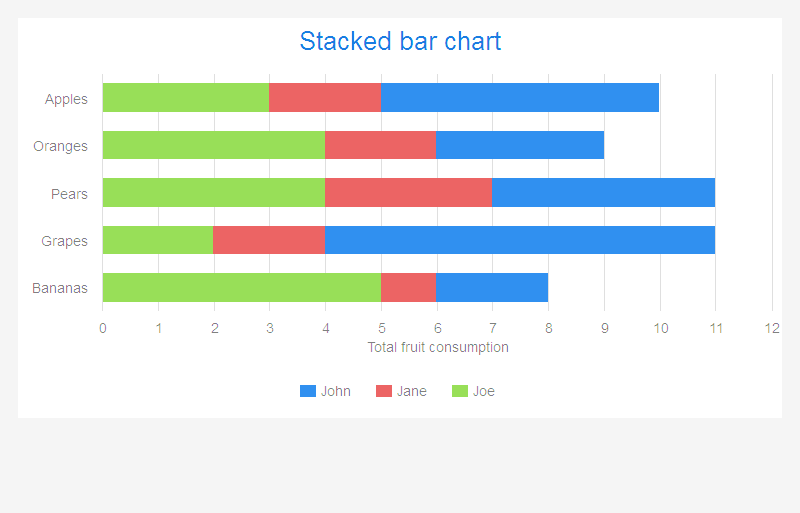 Stacked bar chart
Apples
Oranges
Pears
Grapes
Bananas
0 1 2 3 4 5 6 7 8 9 10 11 12
Total fruit consumption
John Jane Joe